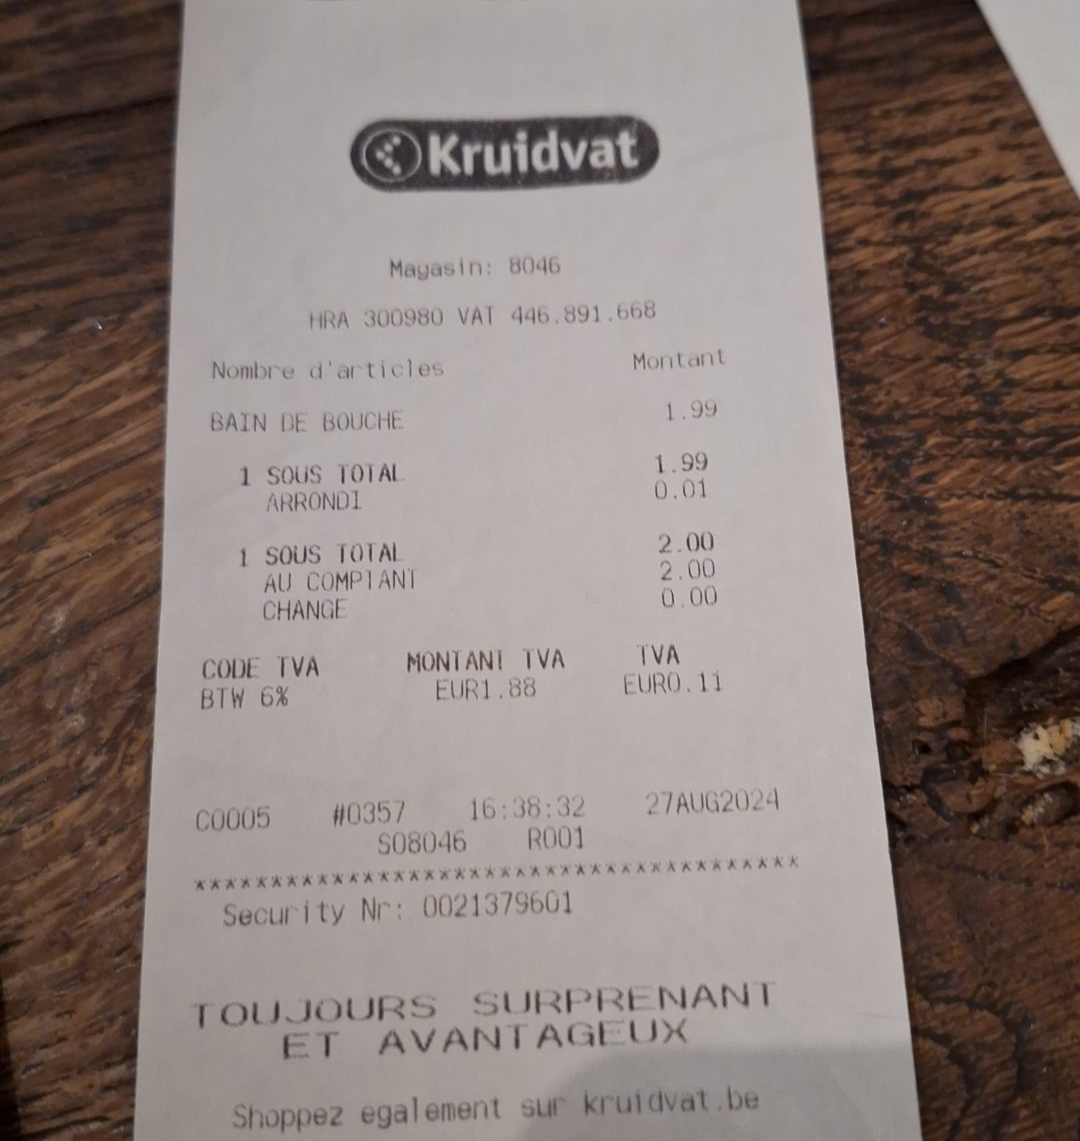 Kruidvat
Magasin: 8046
HRA 300980 VAT 446.891.668
Nombre d'articles Montant
BAIN DE BOUCHE 1.99
1 SOUS TOTAL 1.99
ARRONDI 0.01
1 SOUS TOTAL 2.00
AU COMPTANT 2.00
CHANGE 0.00
CODE TVA MONTANT TVA TVA
BTW 6% EUR1.88 EUR0.11
C0005 #0357 16:38:32 27AUG2024
S08046 R001
***************************************
Security Nr: 0021379601
TOUJOURS SURPRENANT
ET AVANTAGEUX
Shoppez egalement sur kruidvat.be